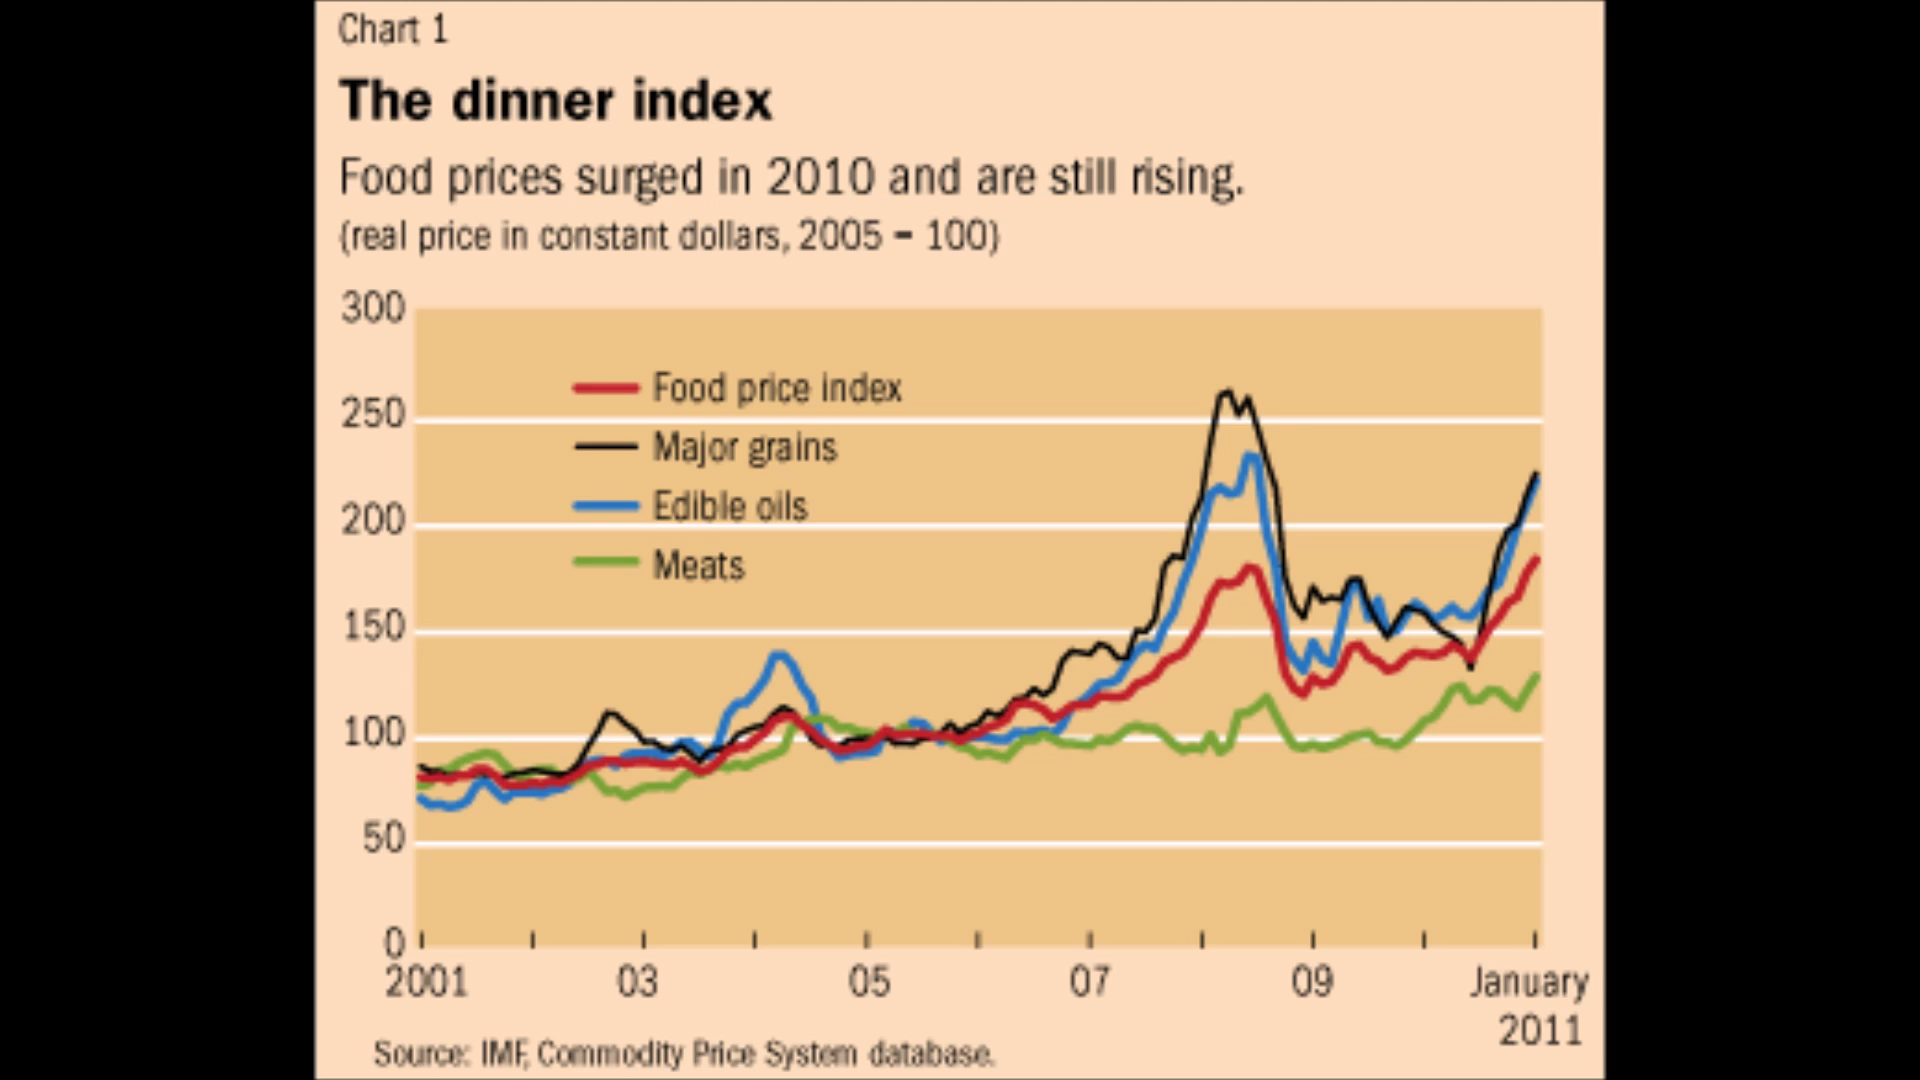 Chart 1
The dinner index
Food prices surged in 2010 and are still rising.
(real price in constant dollars, 2005 = 100)
300
250
200
150
100
50
0
Food price index
Major grains
Edible oils
Meats
2001 03 05 07 09 January
2011
Source: IMF, Commodity Price System database.